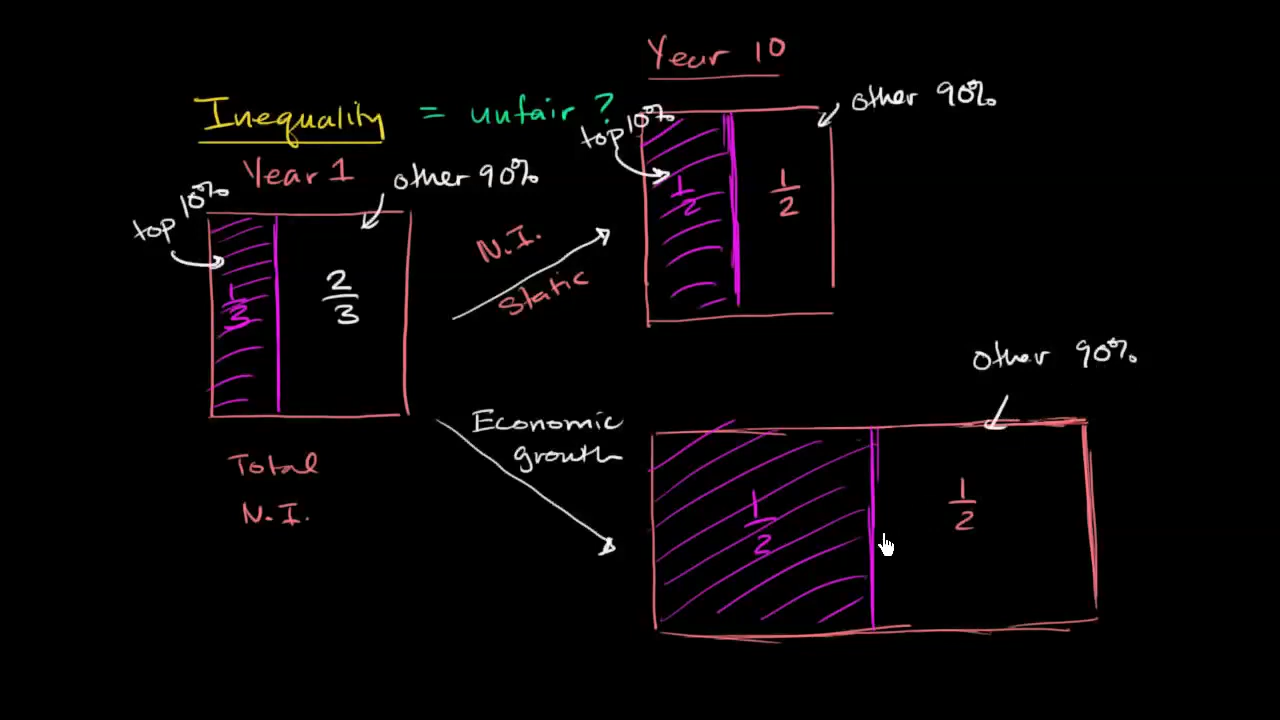 Inequality = unfair?
Year 1
top 10%
other 90%
1/3
2/3
Total
N.I.
N.I.
Static
Year 10
top 10%
other 90%
1/2
1/2
Economic
growth
other 90%
1/2
1/2